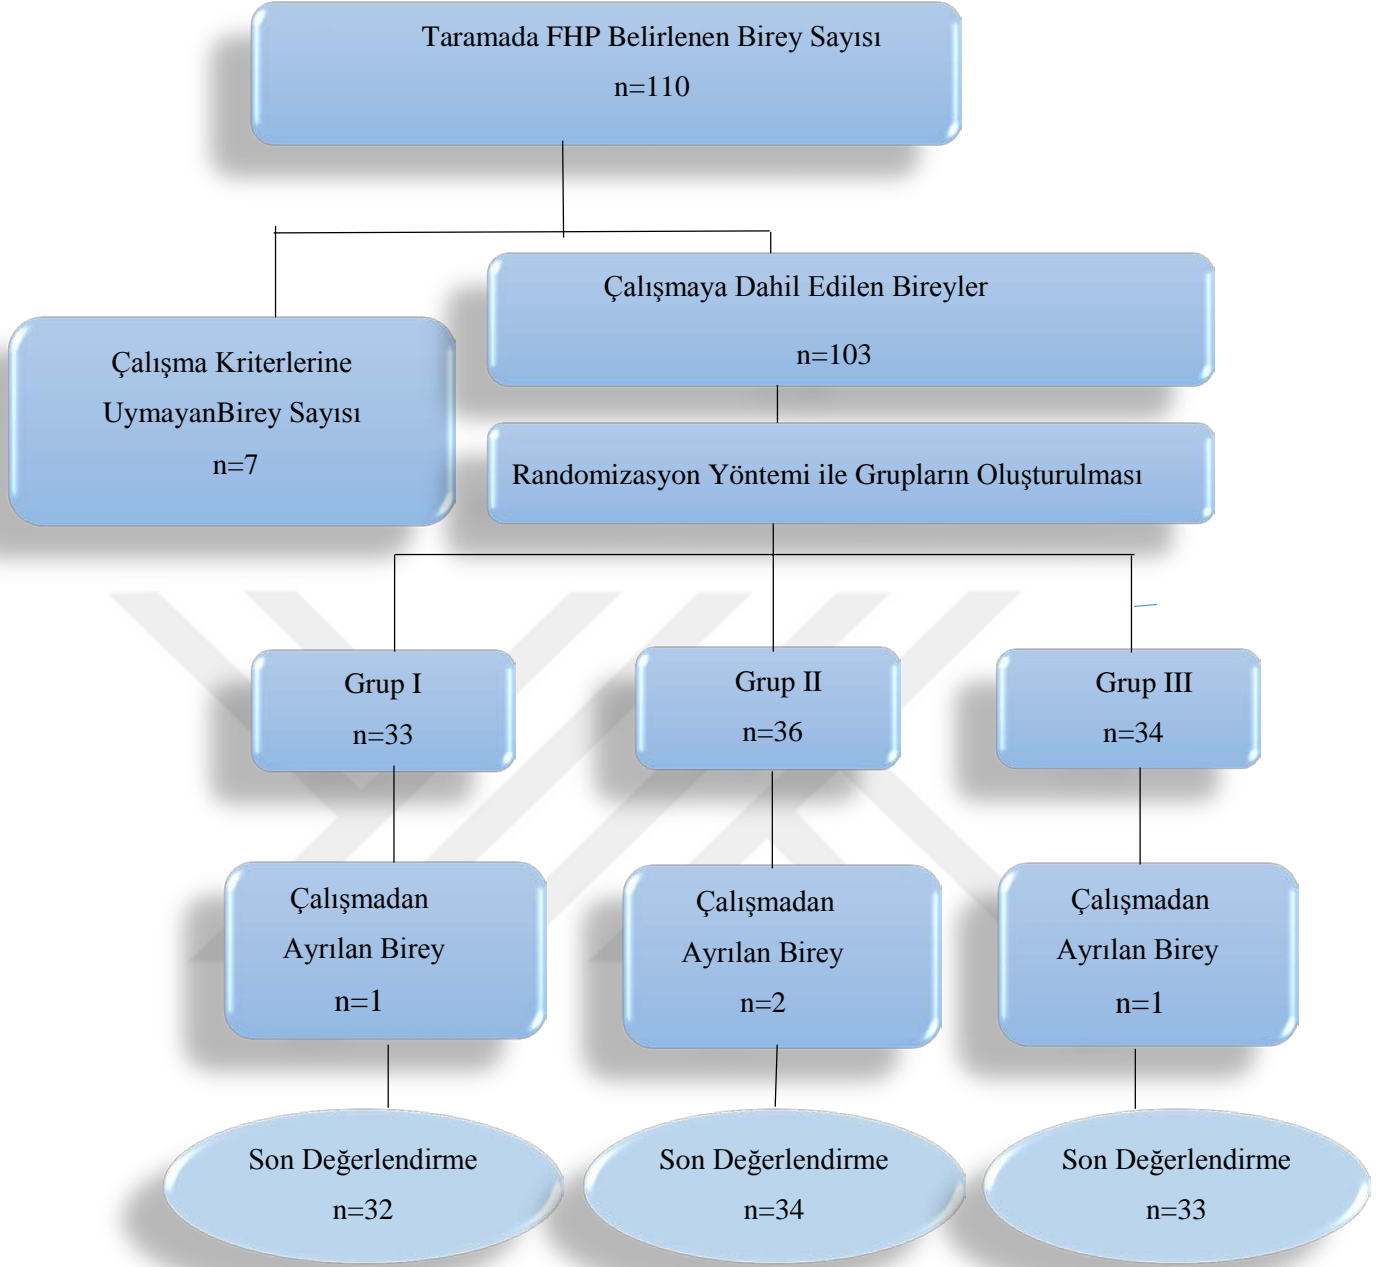 Taramada FHP Belirlenen Birey Sayısı
n=110
Çalışmaya Dahil Edilen Bireyler
n=103
Çalışma Kriterlerine
UymayanBirey Sayısı
n=7
Randomizasyon Yöntemi ile Grupların Oluşturulması
Grup I
n=33
Grup II
n=36
Grup III
n=34
Çalışmadan
Ayrılan Birey
n=1
Çalışmadan
Ayrılan Birey
n=2
Çalışmadan
Ayrılan Birey
n=1
Son Değerlendirme
n=32
Son Değerlendirme
n=34
Son Değerlendirme
n=33